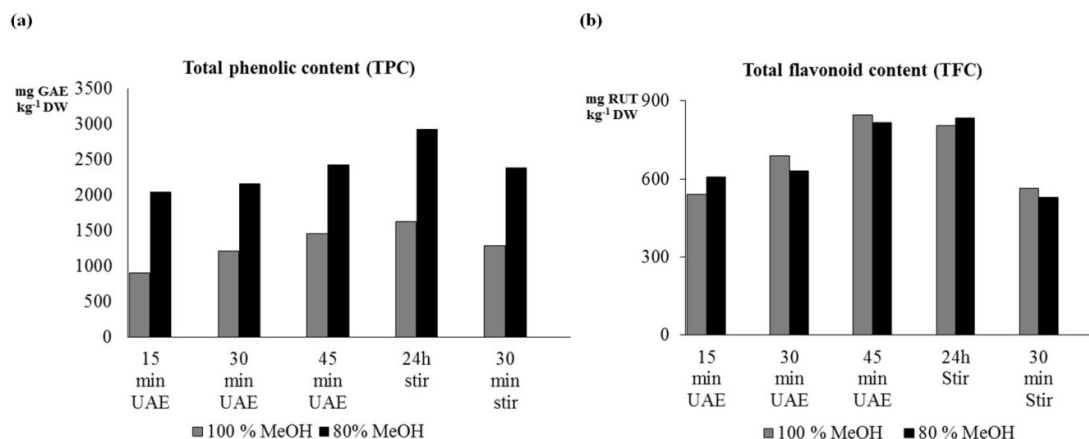 (a)
Total phenolic content (TPC)
mg GAE
kg⁻¹ DW
3500
3000
2500
2000
1500
1000
500
0
15 min UAE
30 min UAE
45 min UAE
24h stir
30 min stir
100 % MeOH
80% MeOH
(b)
Total flavonoid content (TFC)
mg RUT
kg⁻¹ DW
900
600
300
0
15 min UAE
30 min UAE
45 min UAE
24h Stir
30 min Stir
100 % MeOH
80 % MeOH